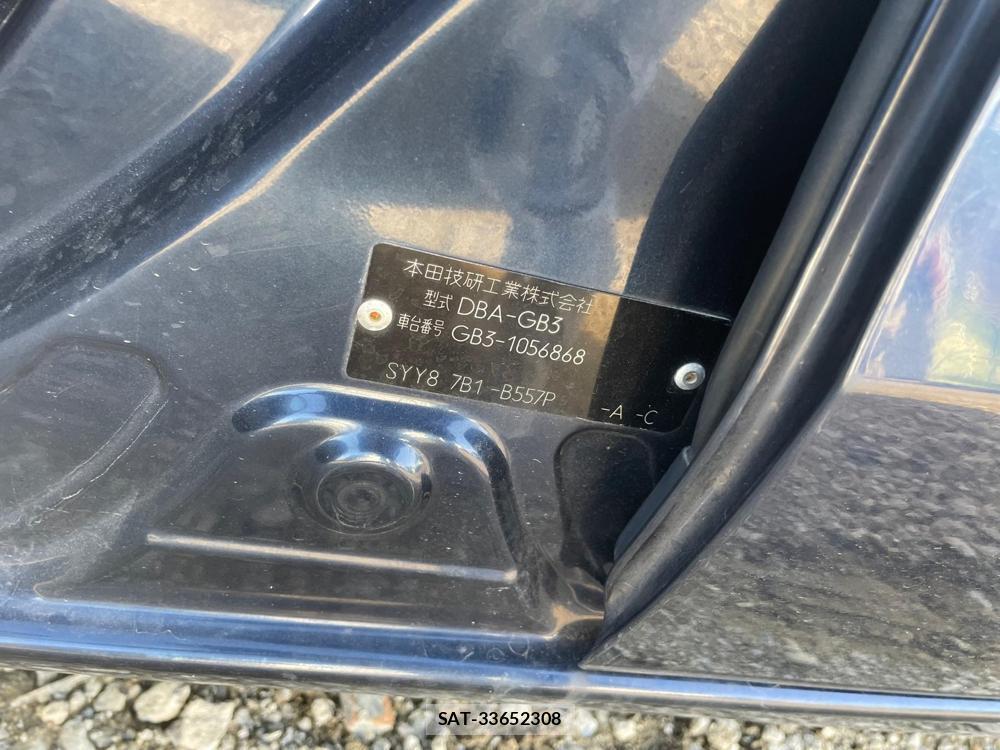 本田技研工業株式会社
型式 DBA-GB3
車台番号 GB3-1056868
SYY8 7B1 -B557P -A -C
SAT-33652308